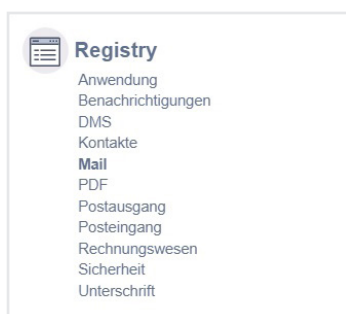 Registry
Anwendung
Benachrichtigungen
DMS
Kontakte
Mail
PDF
Postausgang
Posteingang
Rechnungswesen
Sicherheit
Unterschrift